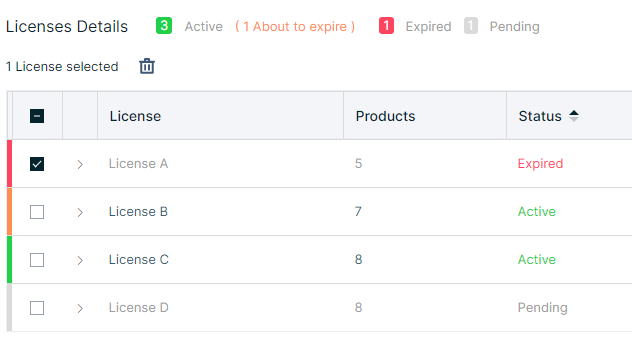 Licenses Details 3 Active ( 1 About to expire ) 1 Expired 1 Pending
1 License selected
License Products Status
License A 5 Expired
License B 7 Active
License C 8 Active
License D 8 Pending